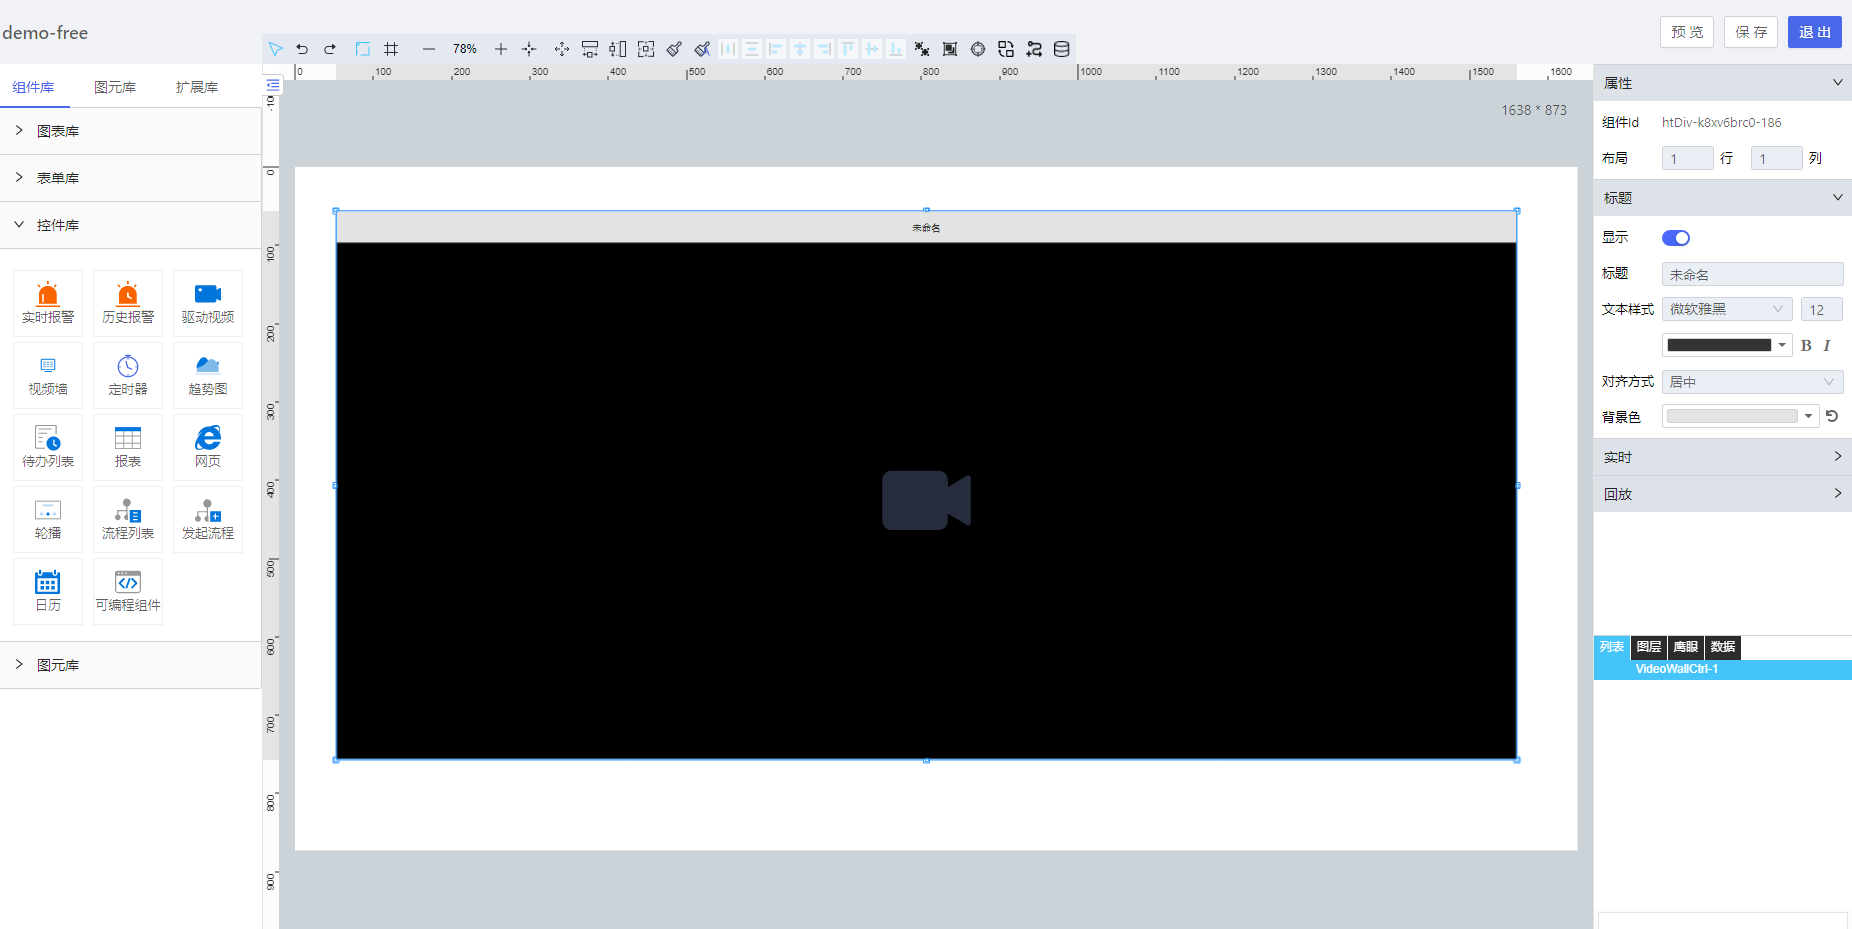 demo-free
预 览
保 存
退 出
78%
组件库
图元库
扩展库
图表库
表单库
控件库
实时报警
历史报警
驱动视频
视频墙
定时器
趋势图
待办列表
报表
网页
轮播
流程列表
发起流程
日历
可编程组件
图元库
0 100 200 300 400 500 600 700 800 900 1000 1100 1200 1300 1400 1500 1600
-10
0
100
200
300
400
500
600
700
800
900
1638 * 873
未命名
属性
组件Id htDiv-k8xv6brc0-186
布局 1 行 1 列
标题
显示
标题 未命名
文本样式 微软雅黑 12
B I
对齐方式 居中
背景色
实时
回放
列表 图层 鹰眼 数据
VideoWallCtrl-1